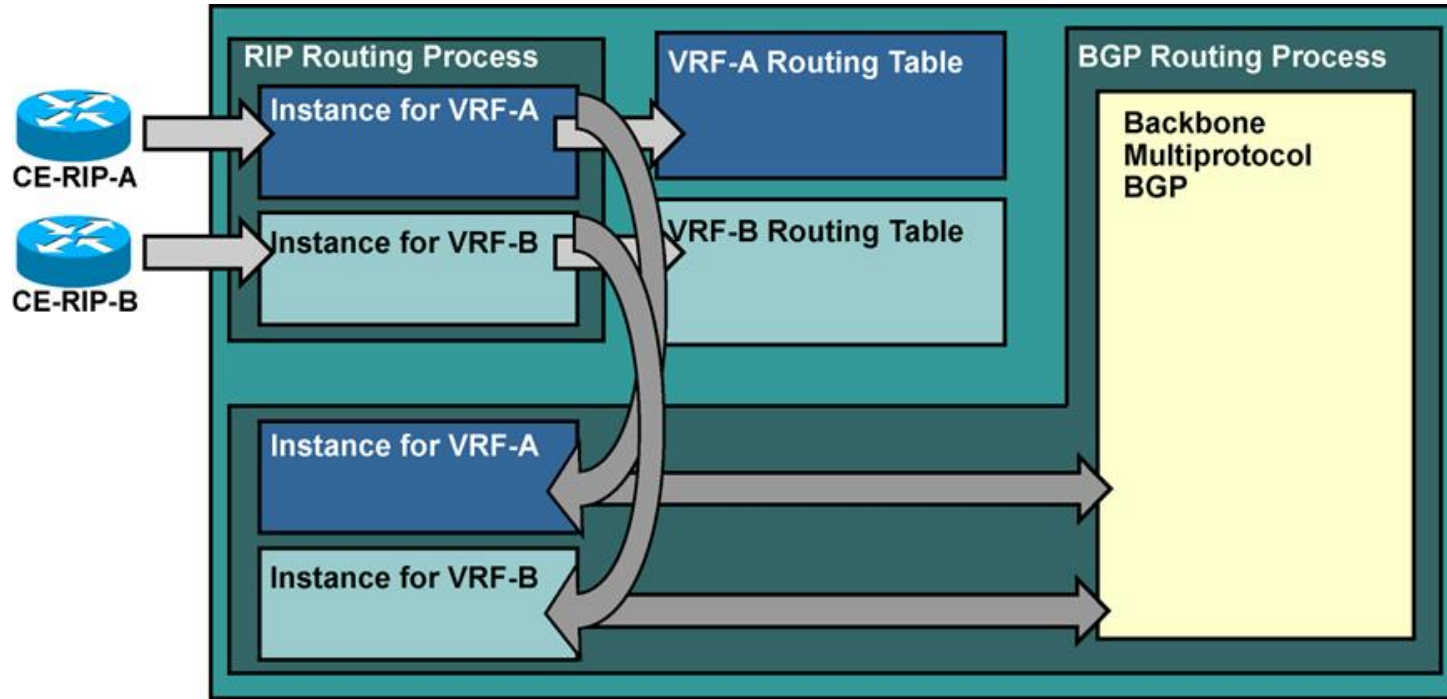 RIP Routing Process
Instance for VRF-A
Instance for VRF-B
CE-RIP-A
CE-RIP-B
VRF-A Routing Table
VRF-B Routing Table
BGP Routing Process
Backbone
Multiprotocol
BGP
Instance for VRF-A
Instance for VRF-B